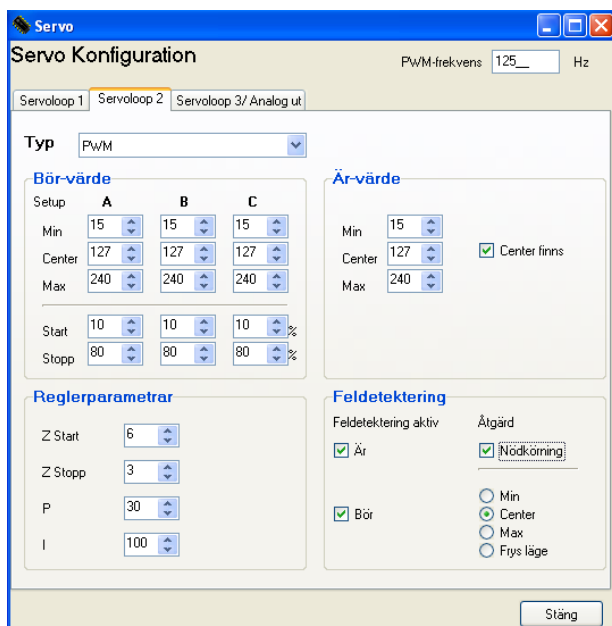 Servo
Servo Konfiguration
PWM-frekvens 125__ Hz
Servoloop 1 Servoloop 2 Servoloop 3/ Analog ut
Typ PWM
Bör-värde
Setup A B C
Min 15 15 15
Center 127 127 127
Max 240 240 240
Start 10 10 10 %
Stopp 80 80 80 %
Är-värde
Min 15
Center 127 Center finns
Max 240
Reglerparametrar
Z Start 6
Z Stopp 3
P 30
I 100
Feldetektering
Feldetektering aktiv Åtgärd
Är Nödkörning
Bör
Min
Center
Max
Frys läge
Stäng